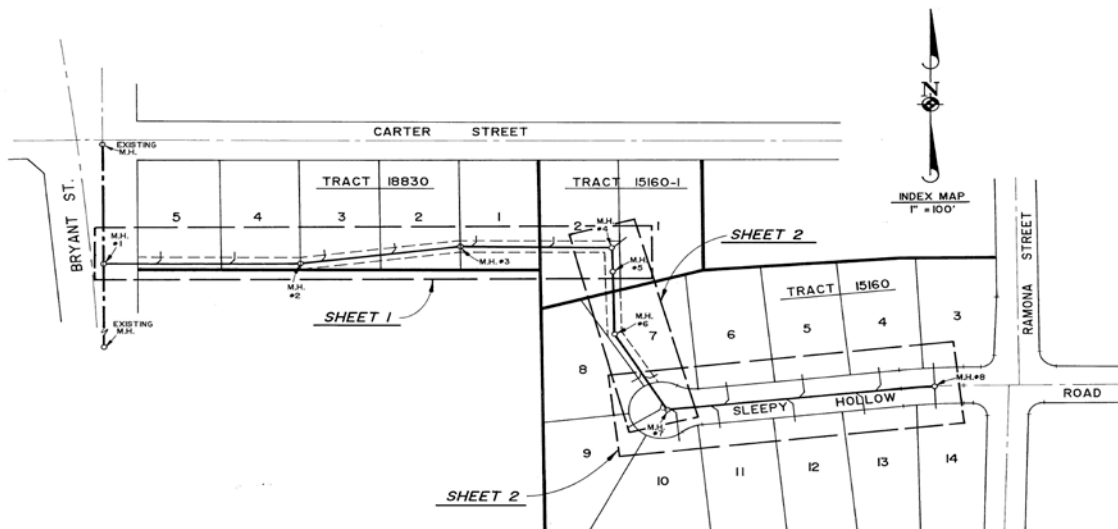 CARTER STREET
EXISTING
M.H.
BRYANT ST.
TRACT 18830
TRACT 15160-1
5
4
3
2
1
2
1
M.H.
#1
M.H.
#2
M.H. #3
M.H.
#4
M.H.
#5
M.H.
#6
SHEET 2
SHEET 1
EXISTING
M.H.
N
INDEX MAP
1" = 100'
RAMONA STREET
TRACT 15160
8
7
6
5
4
3
M.H. #8
SLEEPY HOLLOW ROAD
M.H.
#7
9
10
11
12
13
14
SHEET 2